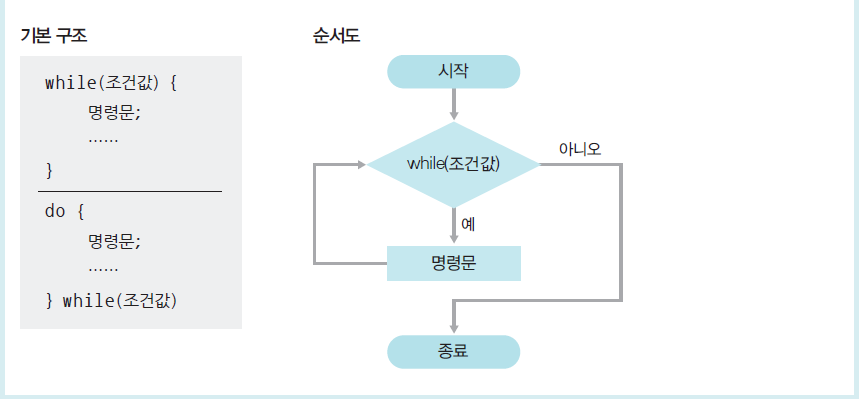 기본 구조
while(조건값) {
명령문;
……
}
do {
명령문;
……
} while(조건값)
순서도
시작
while(조건값)
아니오
예
명령문
종료